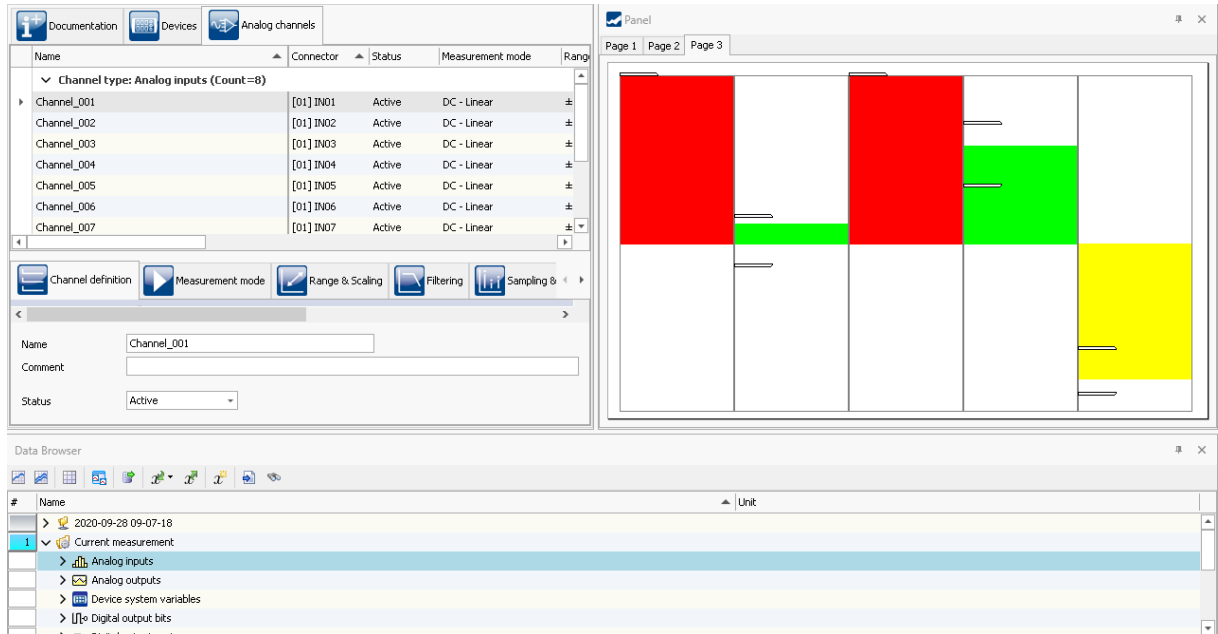 Documentation Devices Analog channels
Name Connector Status Measurement mode Rang
Channel type: Analog inputs (Count=8)
Channel_001 [01] IN01 Active DC - Linear ±
Channel_002 [01] IN02 Active DC - Linear ±
Channel_003 [01] IN03 Active DC - Linear ±
Channel_004 [01] IN04 Active DC - Linear ±
Channel_005 [01] IN05 Active DC - Linear ±
Channel_006 [01] IN06 Active DC - Linear ±
Channel_007 [01] IN07 Active DC - Linear ±
Channel definition Measurement mode Range & Scaling Filtering Sampling &
Name Channel_001
Comment
Status Active
Panel
Page 1 Page 2 Page 3
Data Browser
# Name Unit
2020-09-28 09-07-18
1 Current measurement
Analog inputs
Analog outputs
Device system variables
Digital output bits